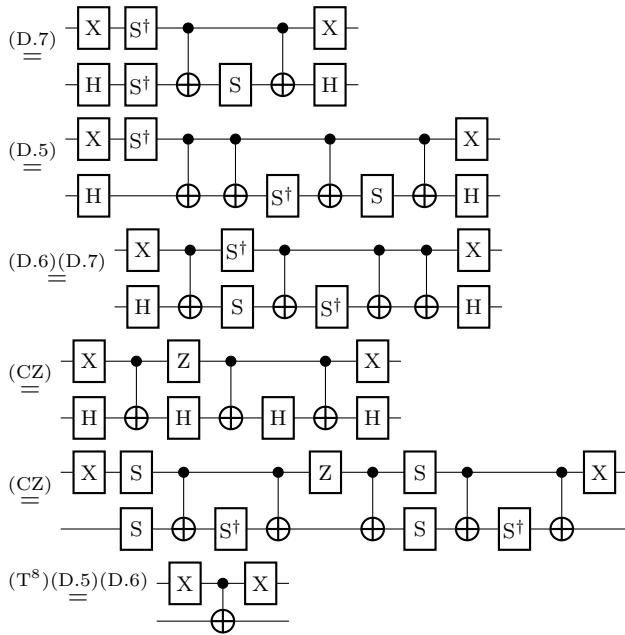 X S† X
(D.7)
=
H S† S H
X S† X
(D.5)
=
H S† S H
X S† X
(D.6)(D.7)
=
H S S† H
X Z X
(CZ)
=
H H H H
X S Z S X
(CZ)
=
S S† S S†
(T⁸)(D.5)(D.6)
=
X X